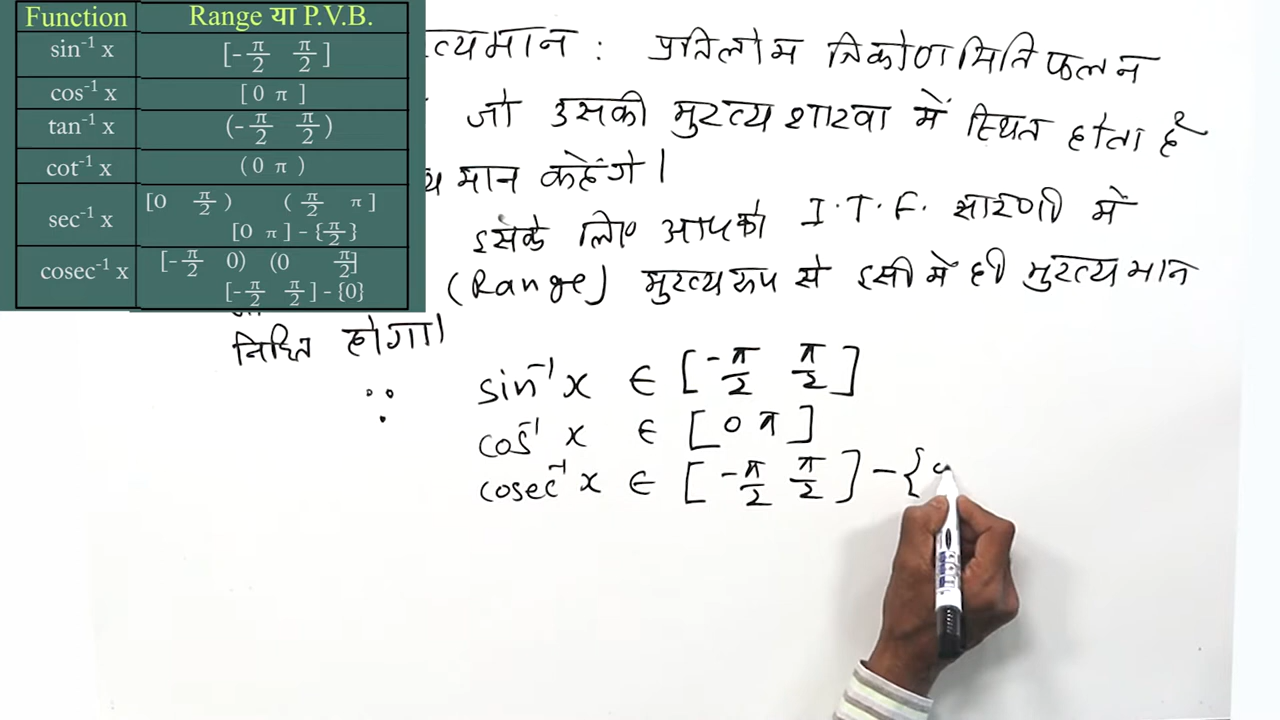 Function Range या P.V.B.
sin⁻¹ x [-π/2 π/2]
cos⁻¹ x [ 0 π ]
tan⁻¹ x (-π/2 π/2)
cot⁻¹ x ( 0 π )
sec⁻¹ x [0 π/2) (π/2 π]
[0 π] - {π/2}
cosec⁻¹ x [-π/2 0) (0 π/2]
[-π/2 π/2] - {0}
मान : प्रतिलोम त्रिकोणमिति फलन
जो उसकी मुख्य शाखा में स्थित होता है
मान कहेंगे।
इसके लिए आपको I.T.F. सारणी में
(Range) मुख्य रूप से इसी में ही मुख्य मान
निहित होगा।
∵ sin⁻¹ x ∈ [-π/2 π/2]
cos⁻¹ x ∈ [0 π]
cosec⁻¹ x ∈ [-π/2 π/2] - {